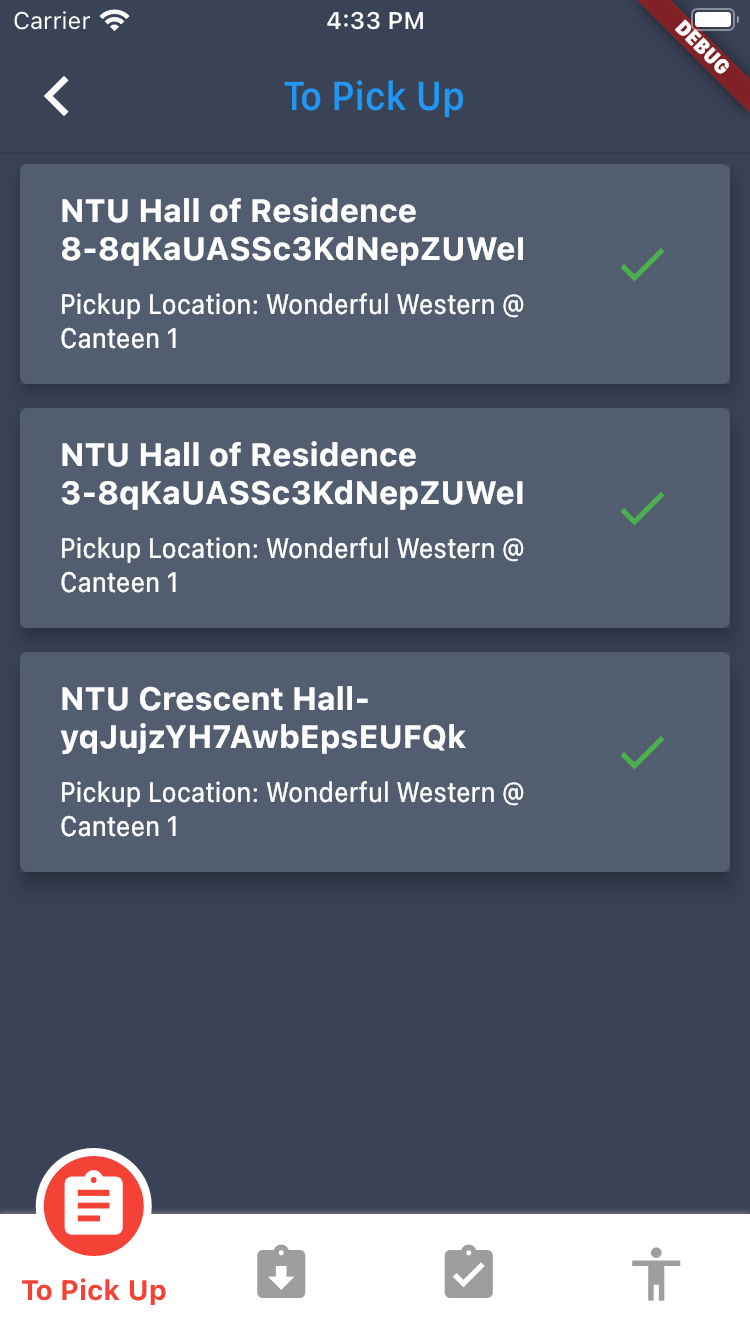 Carrier 4:33 PM
DEBUG
To Pick Up
NTU Hall of Residence
8-8qKaUASSc3KdNepZUWeI
Pickup Location: Wonderful Western @
Canteen 1
NTU Hall of Residence
3-8qKaUASSc3KdNepZUWeI
Pickup Location: Wonderful Western @
Canteen 1
NTU Crescent Hall-
yqJujzYH7AwbEpsEUFQk
Pickup Location: Wonderful Western @
Canteen 1
To Pick Up